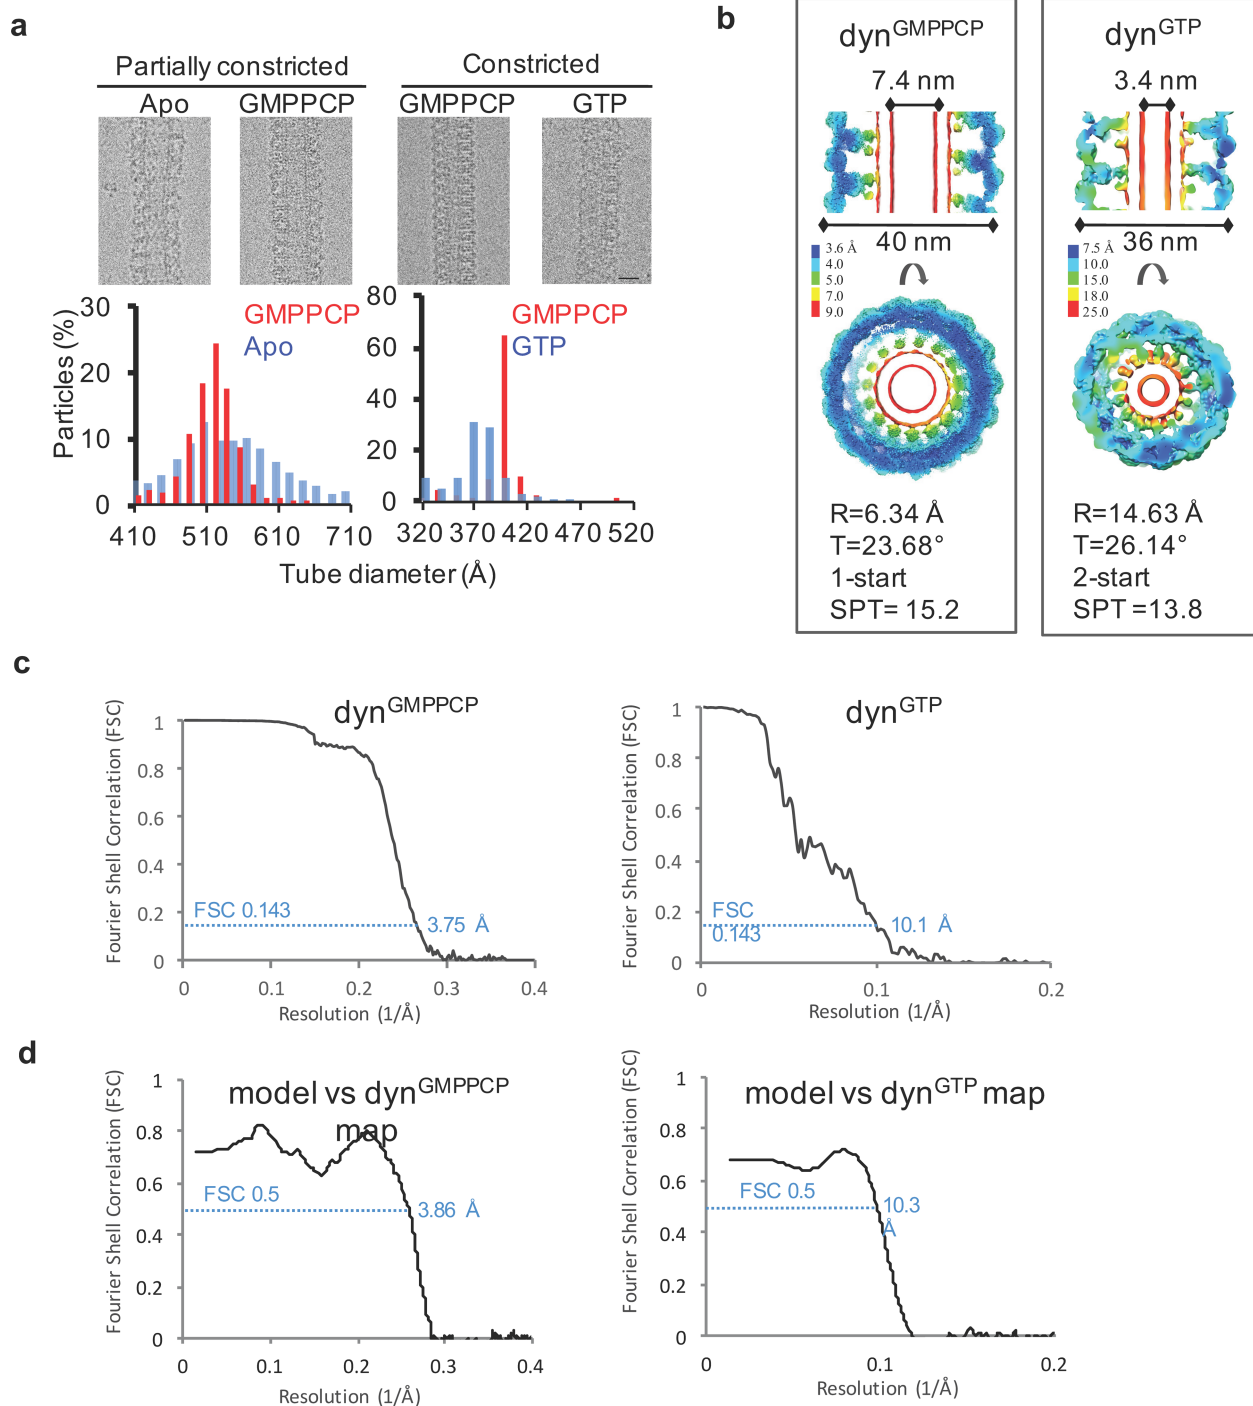 a
Partially constricted
Constricted
Apo
GMPPCP
GMPPCP
GTP
30
20
10
0
Particles (%)
GMPPCP
Apo
410 510 610 710
80
60
40
20
0
GMPPCP
GTP
320 370 420 470 520
Tube diameter (Å)
b
dynGMPPCP
7.4 nm
40 nm
3.6 Å
4.0
5.0
7.0
9.0
R=6.34 Å
T=23.68°
1-start
SPT= 15.2
dynGTP
3.4 nm
36 nm
7.5 Å
10.0
15.0
18.0
25.0
R=14.63 Å
T=26.14°
2-start
SPT =13.8
c
dynGMPPCP
Fourier Shell Correlation (FSC)
1
0.8
0.6
0.4
0.2
0
FSC 0.143
3.75 Å
0 0.1 0.2 0.3 0.4
Resolution (1/Å)
dynGTP
Fourier Shell Correlation (FSC)
1
0.8
0.6
0.4
0.2
0
FSC
0.143
10.1 Å
0 0.1 0.2
Resolution (1/Å)
d
model vs dynGMPPCP
map
Fourier Shell Correlation (FSC)
1
0.8
0.6
0.4
0.2
0
FSC 0.5
3.86 Å
0 0.1 0.2 0.3 0.4
Resolution (1/Å)
model vs dynGTP map
Fourier Shell Correlation (FSC)
1
0.8
0.6
0.4
0.2
0
FSC 0.5
10.3
Å
0 0.1 0.2
Resolution (1/Å)